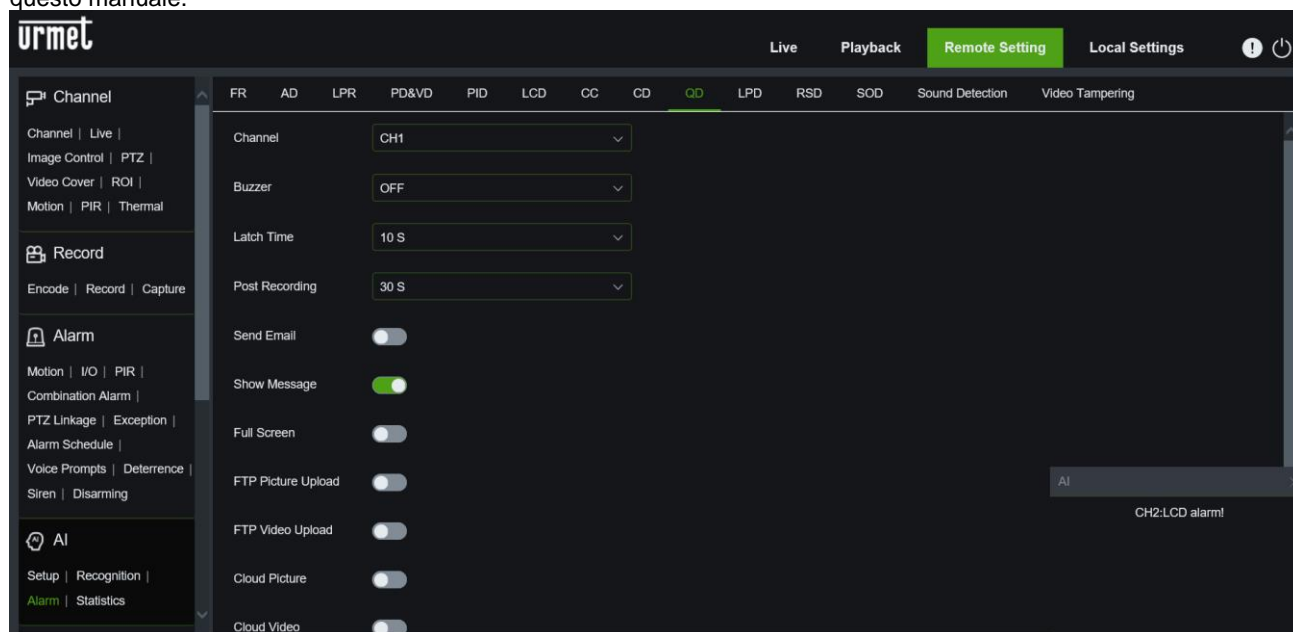 questo manuale.
urmet
Live Playback Remote Setting Local Settings
Channel
Channel | Live |
Image Control | PTZ |
Video Cover | ROI |
Motion | PIR | Thermal
Record
Encode | Record | Capture
Alarm
Motion | I/O | PIR |
Combination Alarm |
PTZ Linkage | Exception |
Alarm Schedule |
Voice Prompts | Deterrence |
Siren | Disarming
AI
Setup | Recognition |
Alarm | Statistics
FR AD LPR PD&VD PID LCD CC CD QD LPD RSD SOD Sound Detection Video Tampering
Channel CH1
Buzzer OFF
Latch Time 10 S
Post Recording 30 S
Send Email
Show Message
Full Screen
FTP Picture Upload
FTP Video Upload
Cloud Picture
Cloud Video
AI
CH2:LCD alarm!